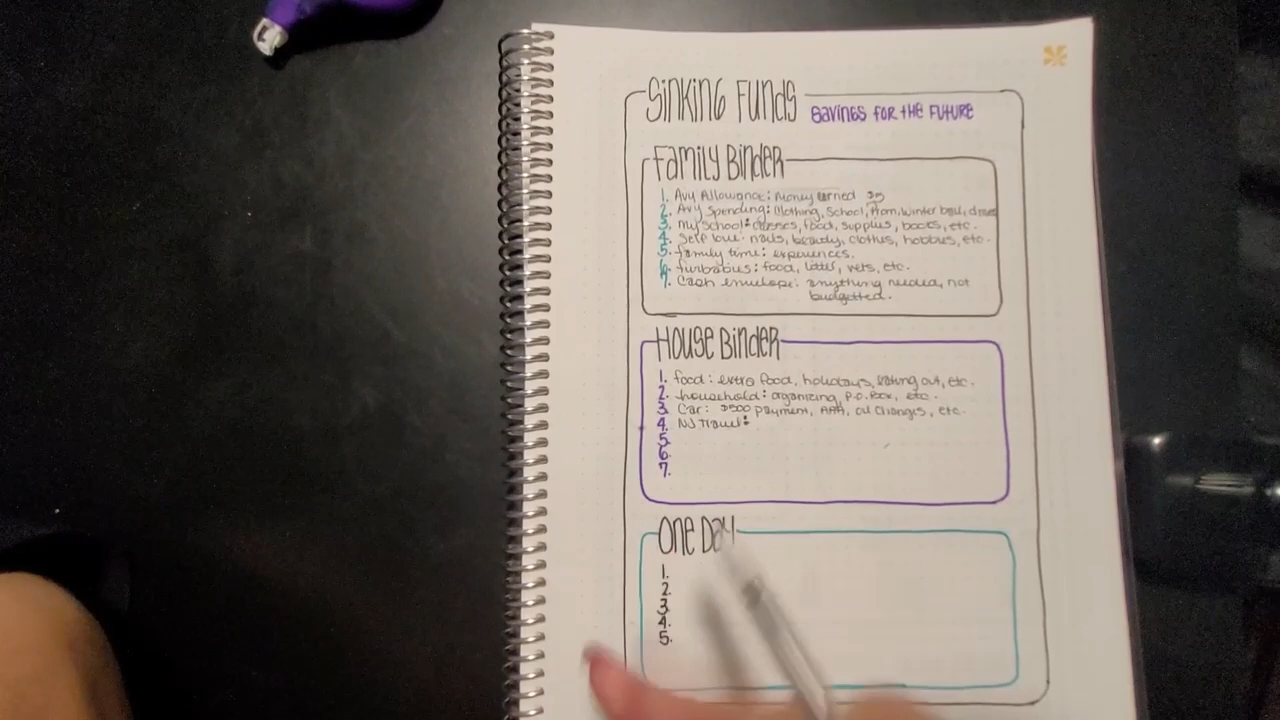 Sinking Funds
Savings for the Future
Family Binder
1. Avy Allowance: money earned
2. Avy Spending: Clothing, School, Prom, winter ball, dress
3. my School: classes, food, supplies, books, etc.
4. Self love: nails, beauty, clothes, hobbies, etc.
5. family time: experiences.
6. furbabies: food, litter, vets, etc.
7. Cash envelope: anything needed, not
budgetted.
House Binder
1. food: extra food, holidays, eating out, etc.
2. household: organizing, P.O. Box, etc.
3. Car: $500 payment, AAA, oil changes, etc.
4. NJ Travel:
5.
6.
7.
One Day
1.
2.
3.
4.
5.